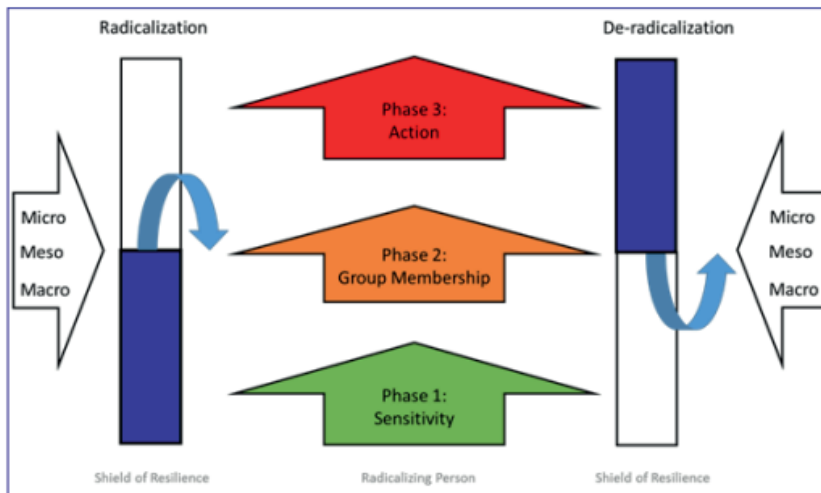 Radicalization
De-radicalization
Phase 3:
Action
Micro
Meso
Macro
Phase 2:
Group Membership
Micro
Meso
Macro
Phase 1:
Sensitivity
Shield of Resilience
Radicalizing Person
Shield of Resilience